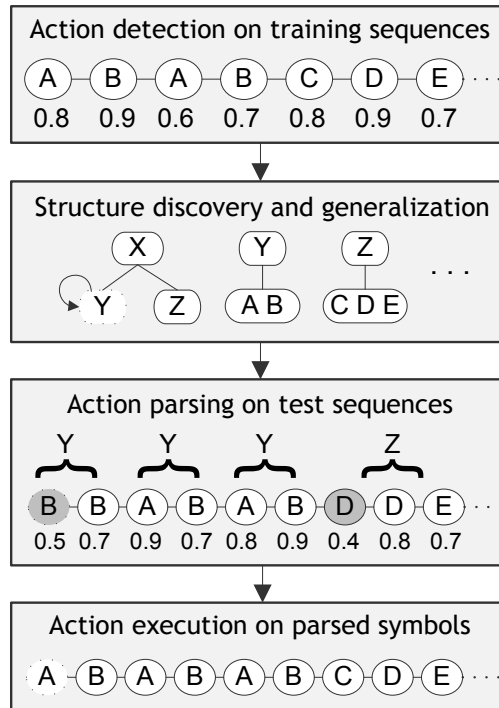 Action detection on training sequences
A B A B C D E ...
0.8 0.9 0.6 0.7 0.8 0.9 0.7
Structure discovery and generalization
X Y Z
Y Z A B C D E ...
Action parsing on test sequences
Y Y Y Z
B B A B A B D D E ...
0.5 0.7 0.9 0.7 0.8 0.9 0.4 0.8 0.7
Action execution on parsed symbols
A B A B A B C D E ...